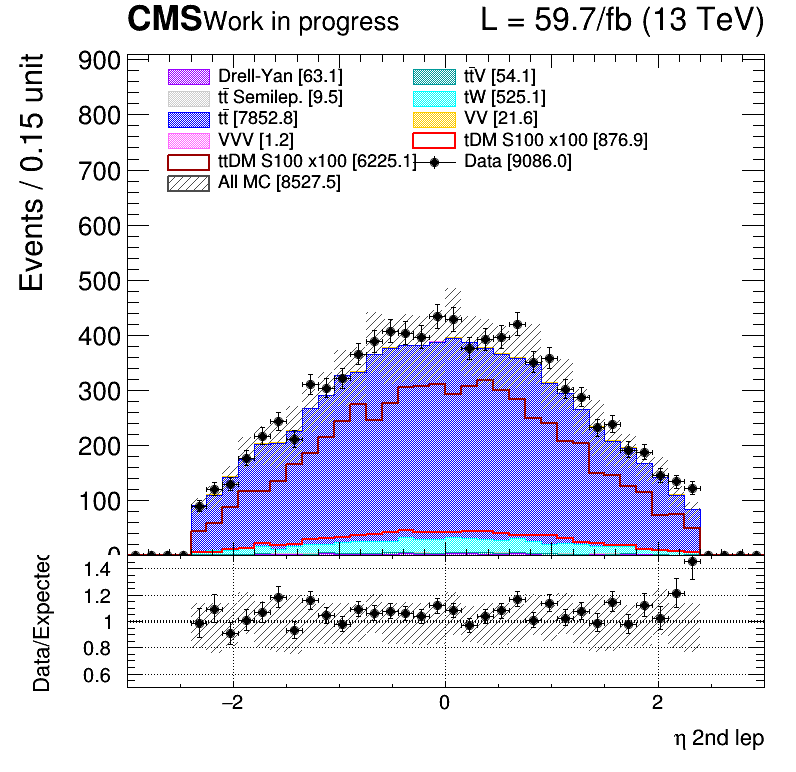 CMS Work in progress L = 59.7/fb (13 TeV)
Events / 0.15 unit
900
800
700
600
500
400
300
200
100
0
Drell-Yan [63.1] tt̄V [54.1]
tt̄ Semilep. [9.5] tW [525.1]
tt̄ [7852.8] VV [21.6]
VVV [1.2] tDM S100 x100 [876.9]
ttDM S100 x100 [6225.1] Data [9086.0]
All MC [8527.5]
Data/Expected
1.4
1.2
1
0.8
0.6
−2 0 2
η 2nd lep